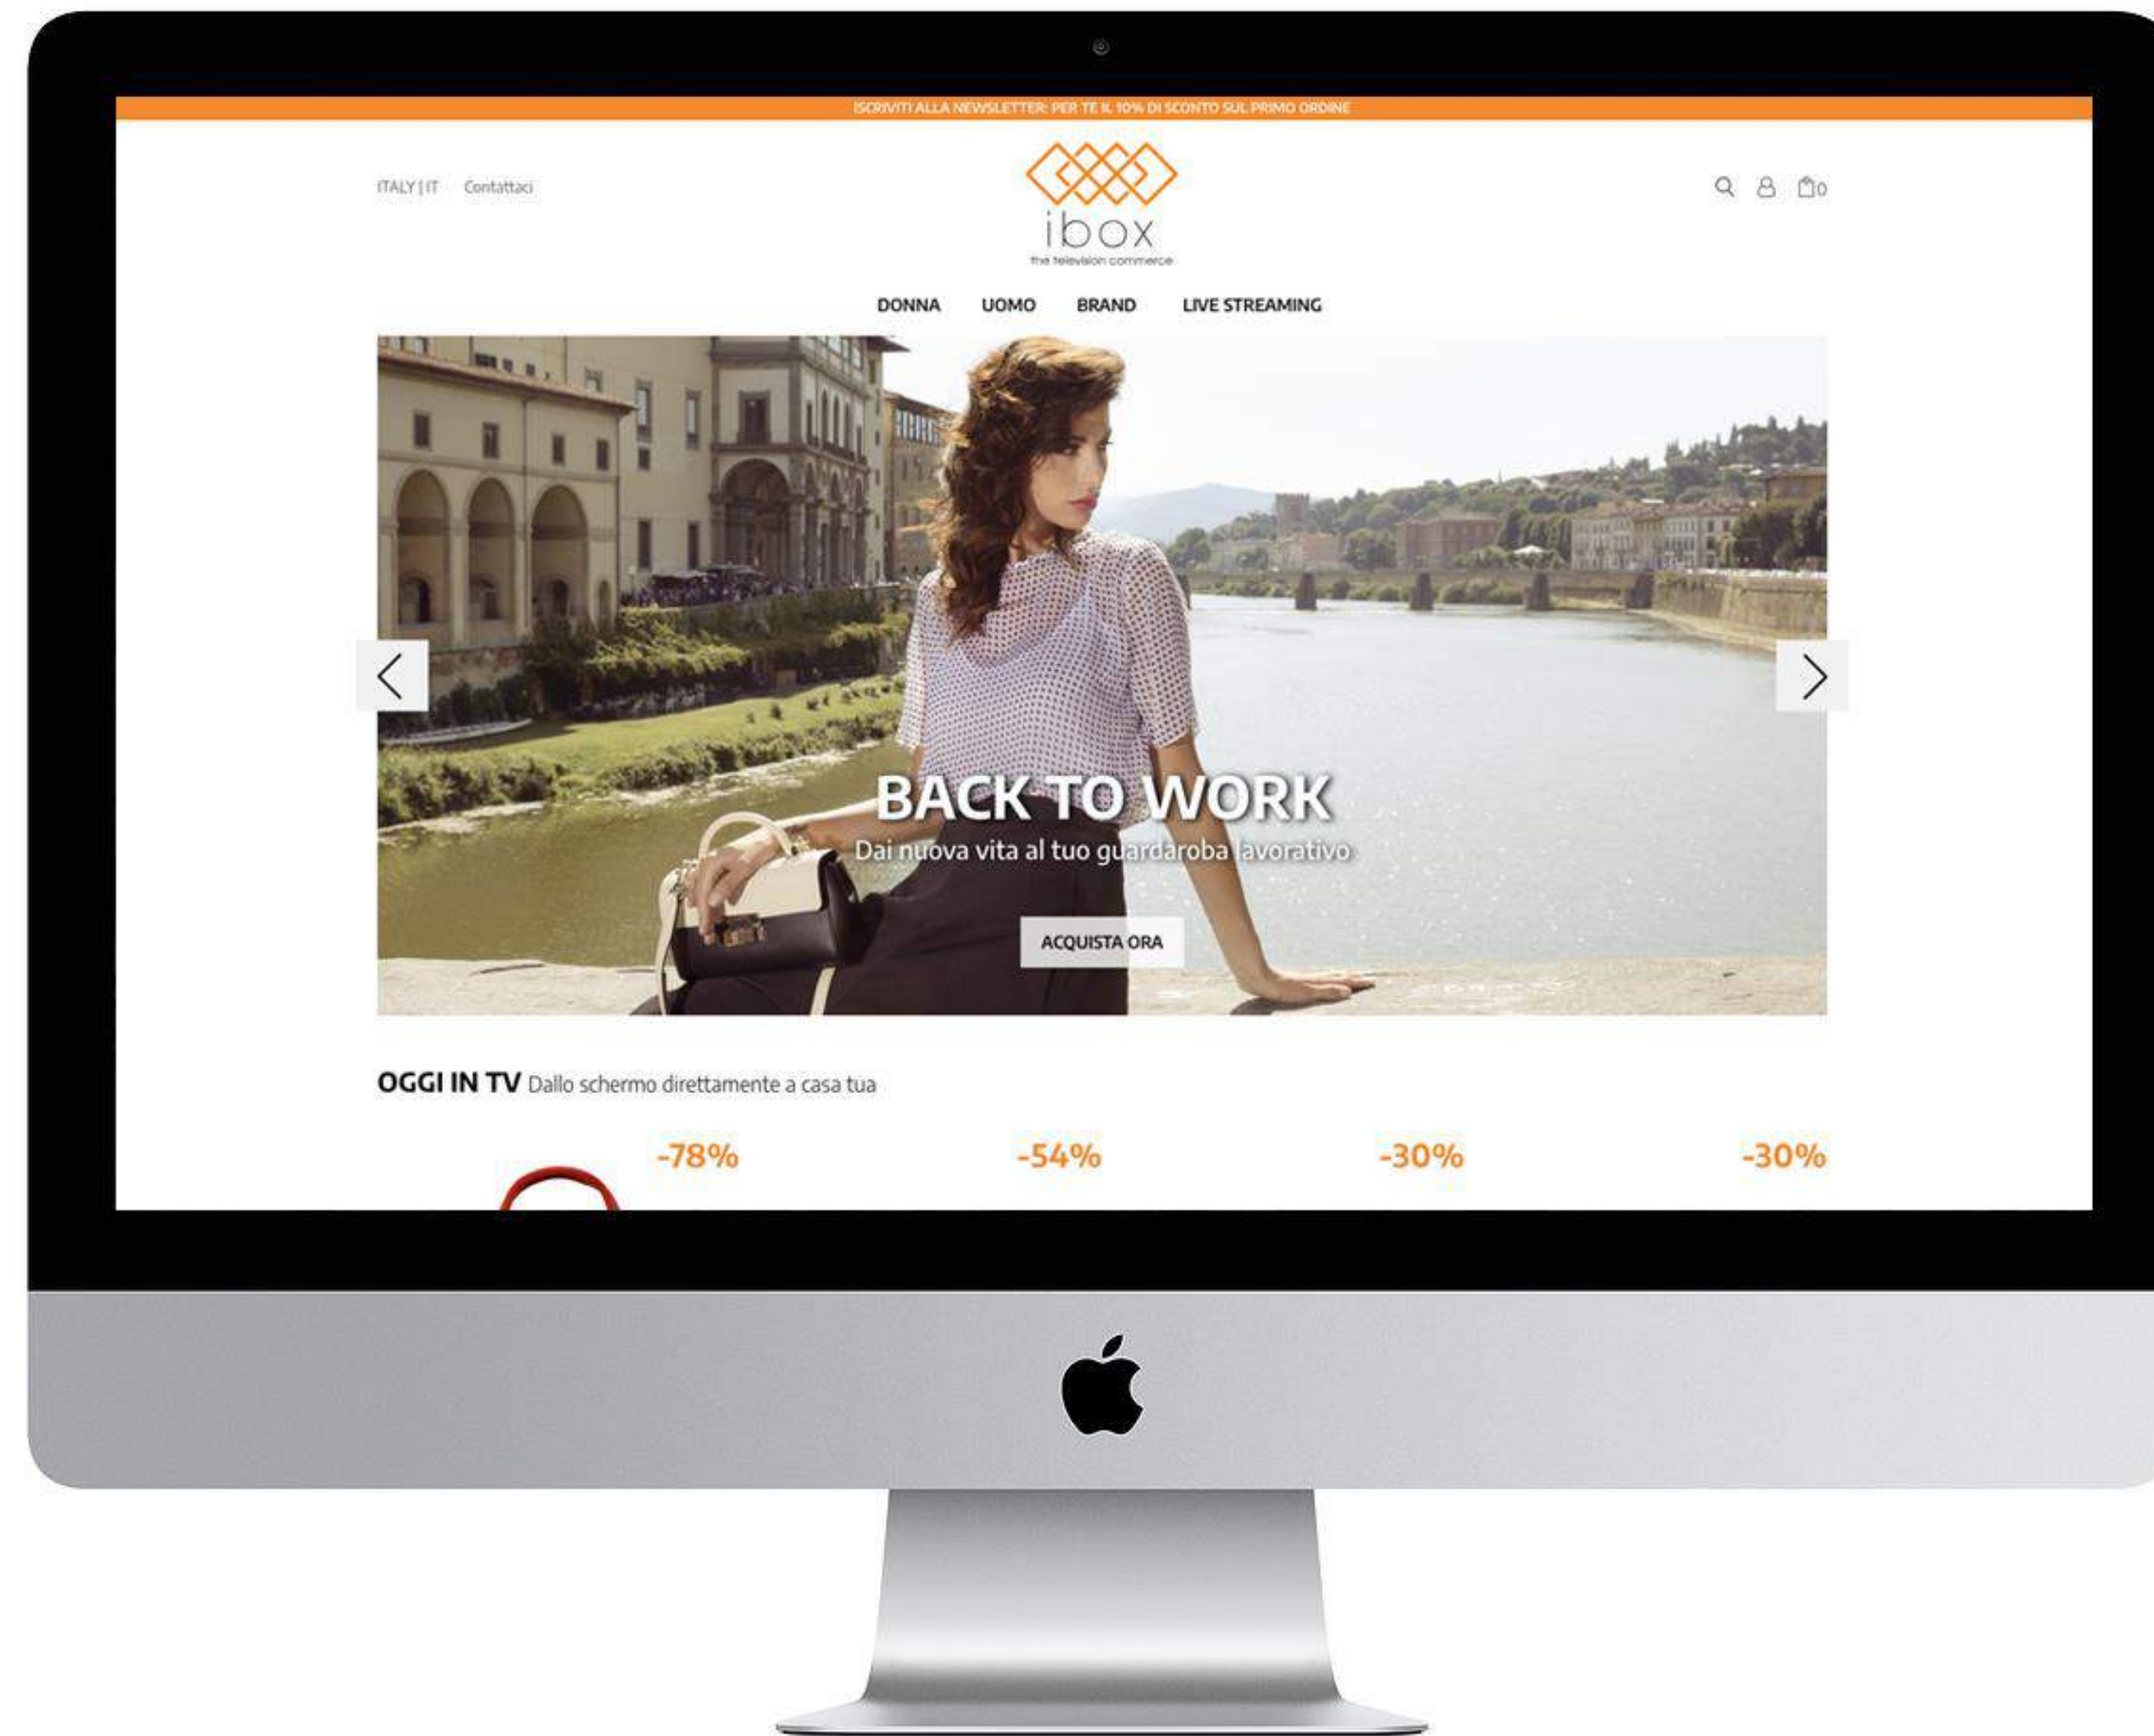 ISCRIVITI ALLA NEWSLETTER: PER TE IL 10% DI SCONTO SUL PRIMO ORDINE
ITALY | IT Contattaci
0
ibox
the television commerce
DONNA UOMO BRAND LIVE STREAMING
BACK TO WORK
Dai nuova vita al tuo guardaroba lavorativo
ACQUISTA ORA
OGGI IN TV Dallo schermo direttamente a casa tua
-78% -54% -30% -30%